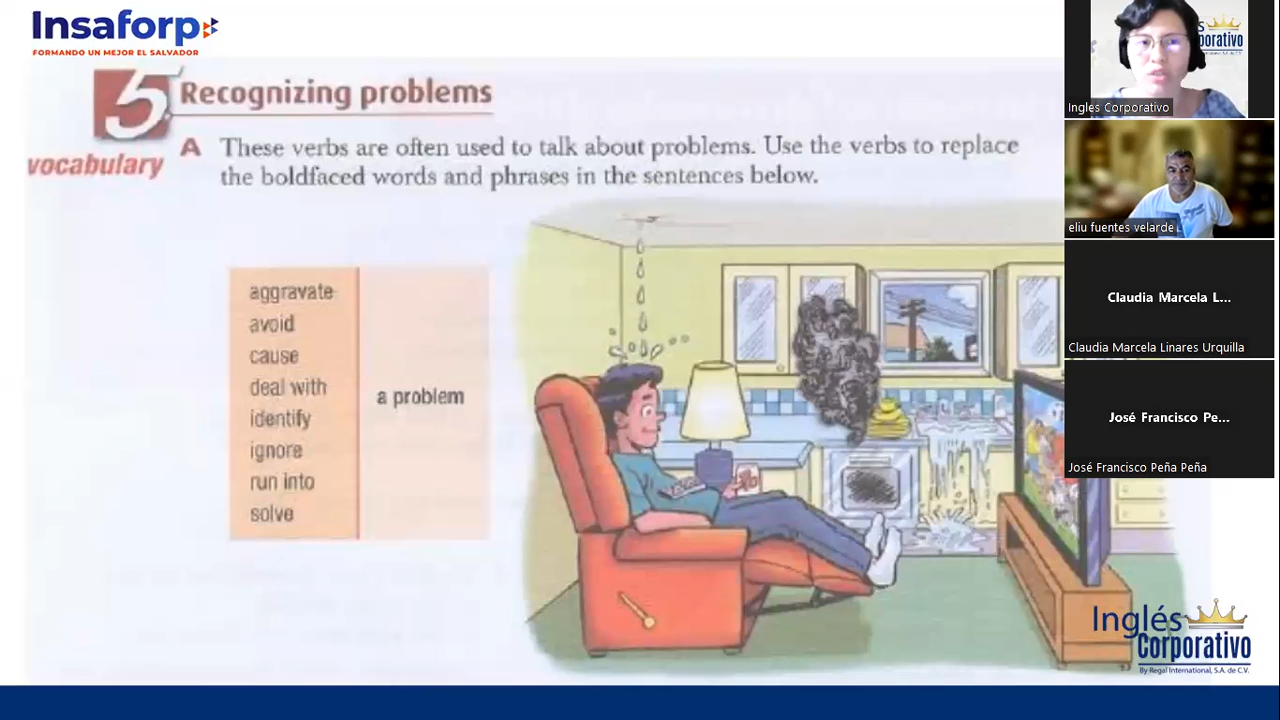 Insaforp
FORMANDO UN MEJOR EL SALVADOR
5
Recognizing problems
vocabulary
A These verbs are often used to talk about problems. Use the verbs to replace
the boldfaced words and phrases in the sentences below.
aggravate
avoid
cause
deal with
identify
ignore
run into
solve
a problem
Inglés
Corporativo
By Regal International, S.A. de C.V.
orativo
Ingles Corporativo
eliu fuentes velarde
Claudia Marcela L...
Claudia Marcela Linares Urquilla
José Francisco Pe...
José Francisco Peña Peña